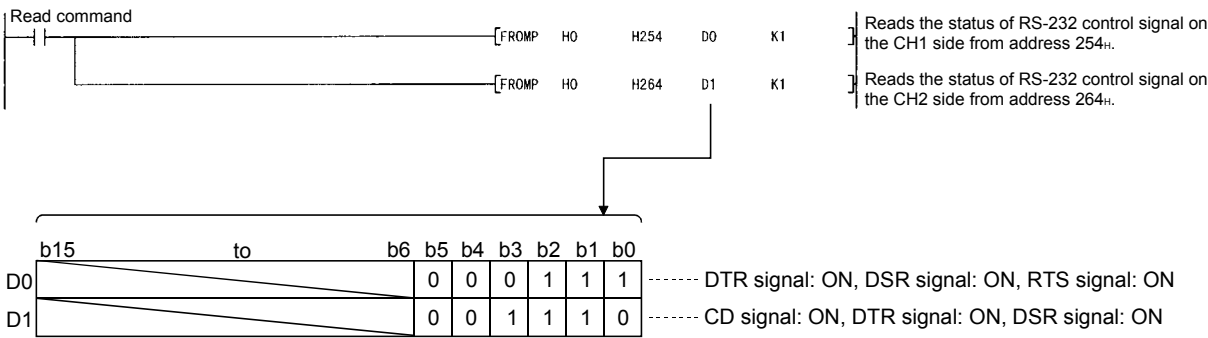 Read command
FROMP H0 H254 D0 K1
Reads the status of RS-232 control signal on
the CH1 side from address 254H.
FROMP H0 H264 D1 K1
Reads the status of RS-232 control signal on
the CH2 side from address 264H.
b15 to b6 b5 b4 b3 b2 b1 b0
D0 0 0 0 1 1 1 DTR signal: ON, DSR signal: ON, RTS signal: ON
D1 0 0 1 1 1 0 CD signal: ON, DTR signal: ON, DSR signal: ON